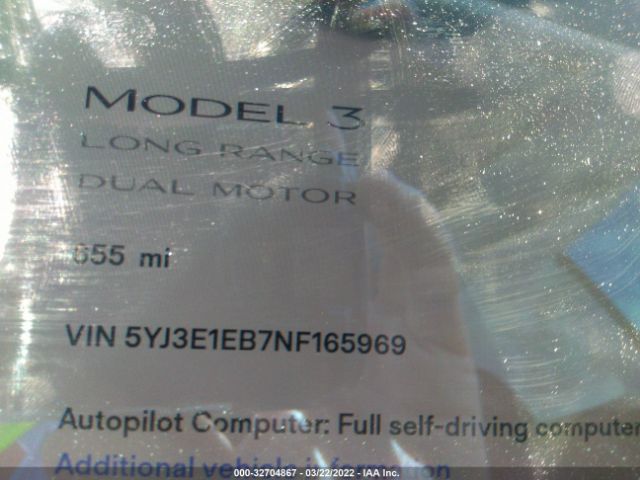 MODEL 3
LONG RANGE
DUAL MOTOR
655 mi
VIN 5YJ3E1EB7NF165969
Autopilot Computer: Full self-driving computer
Additional vehicle information
000-32704867 - 03/22/2022 - IAA Inc.